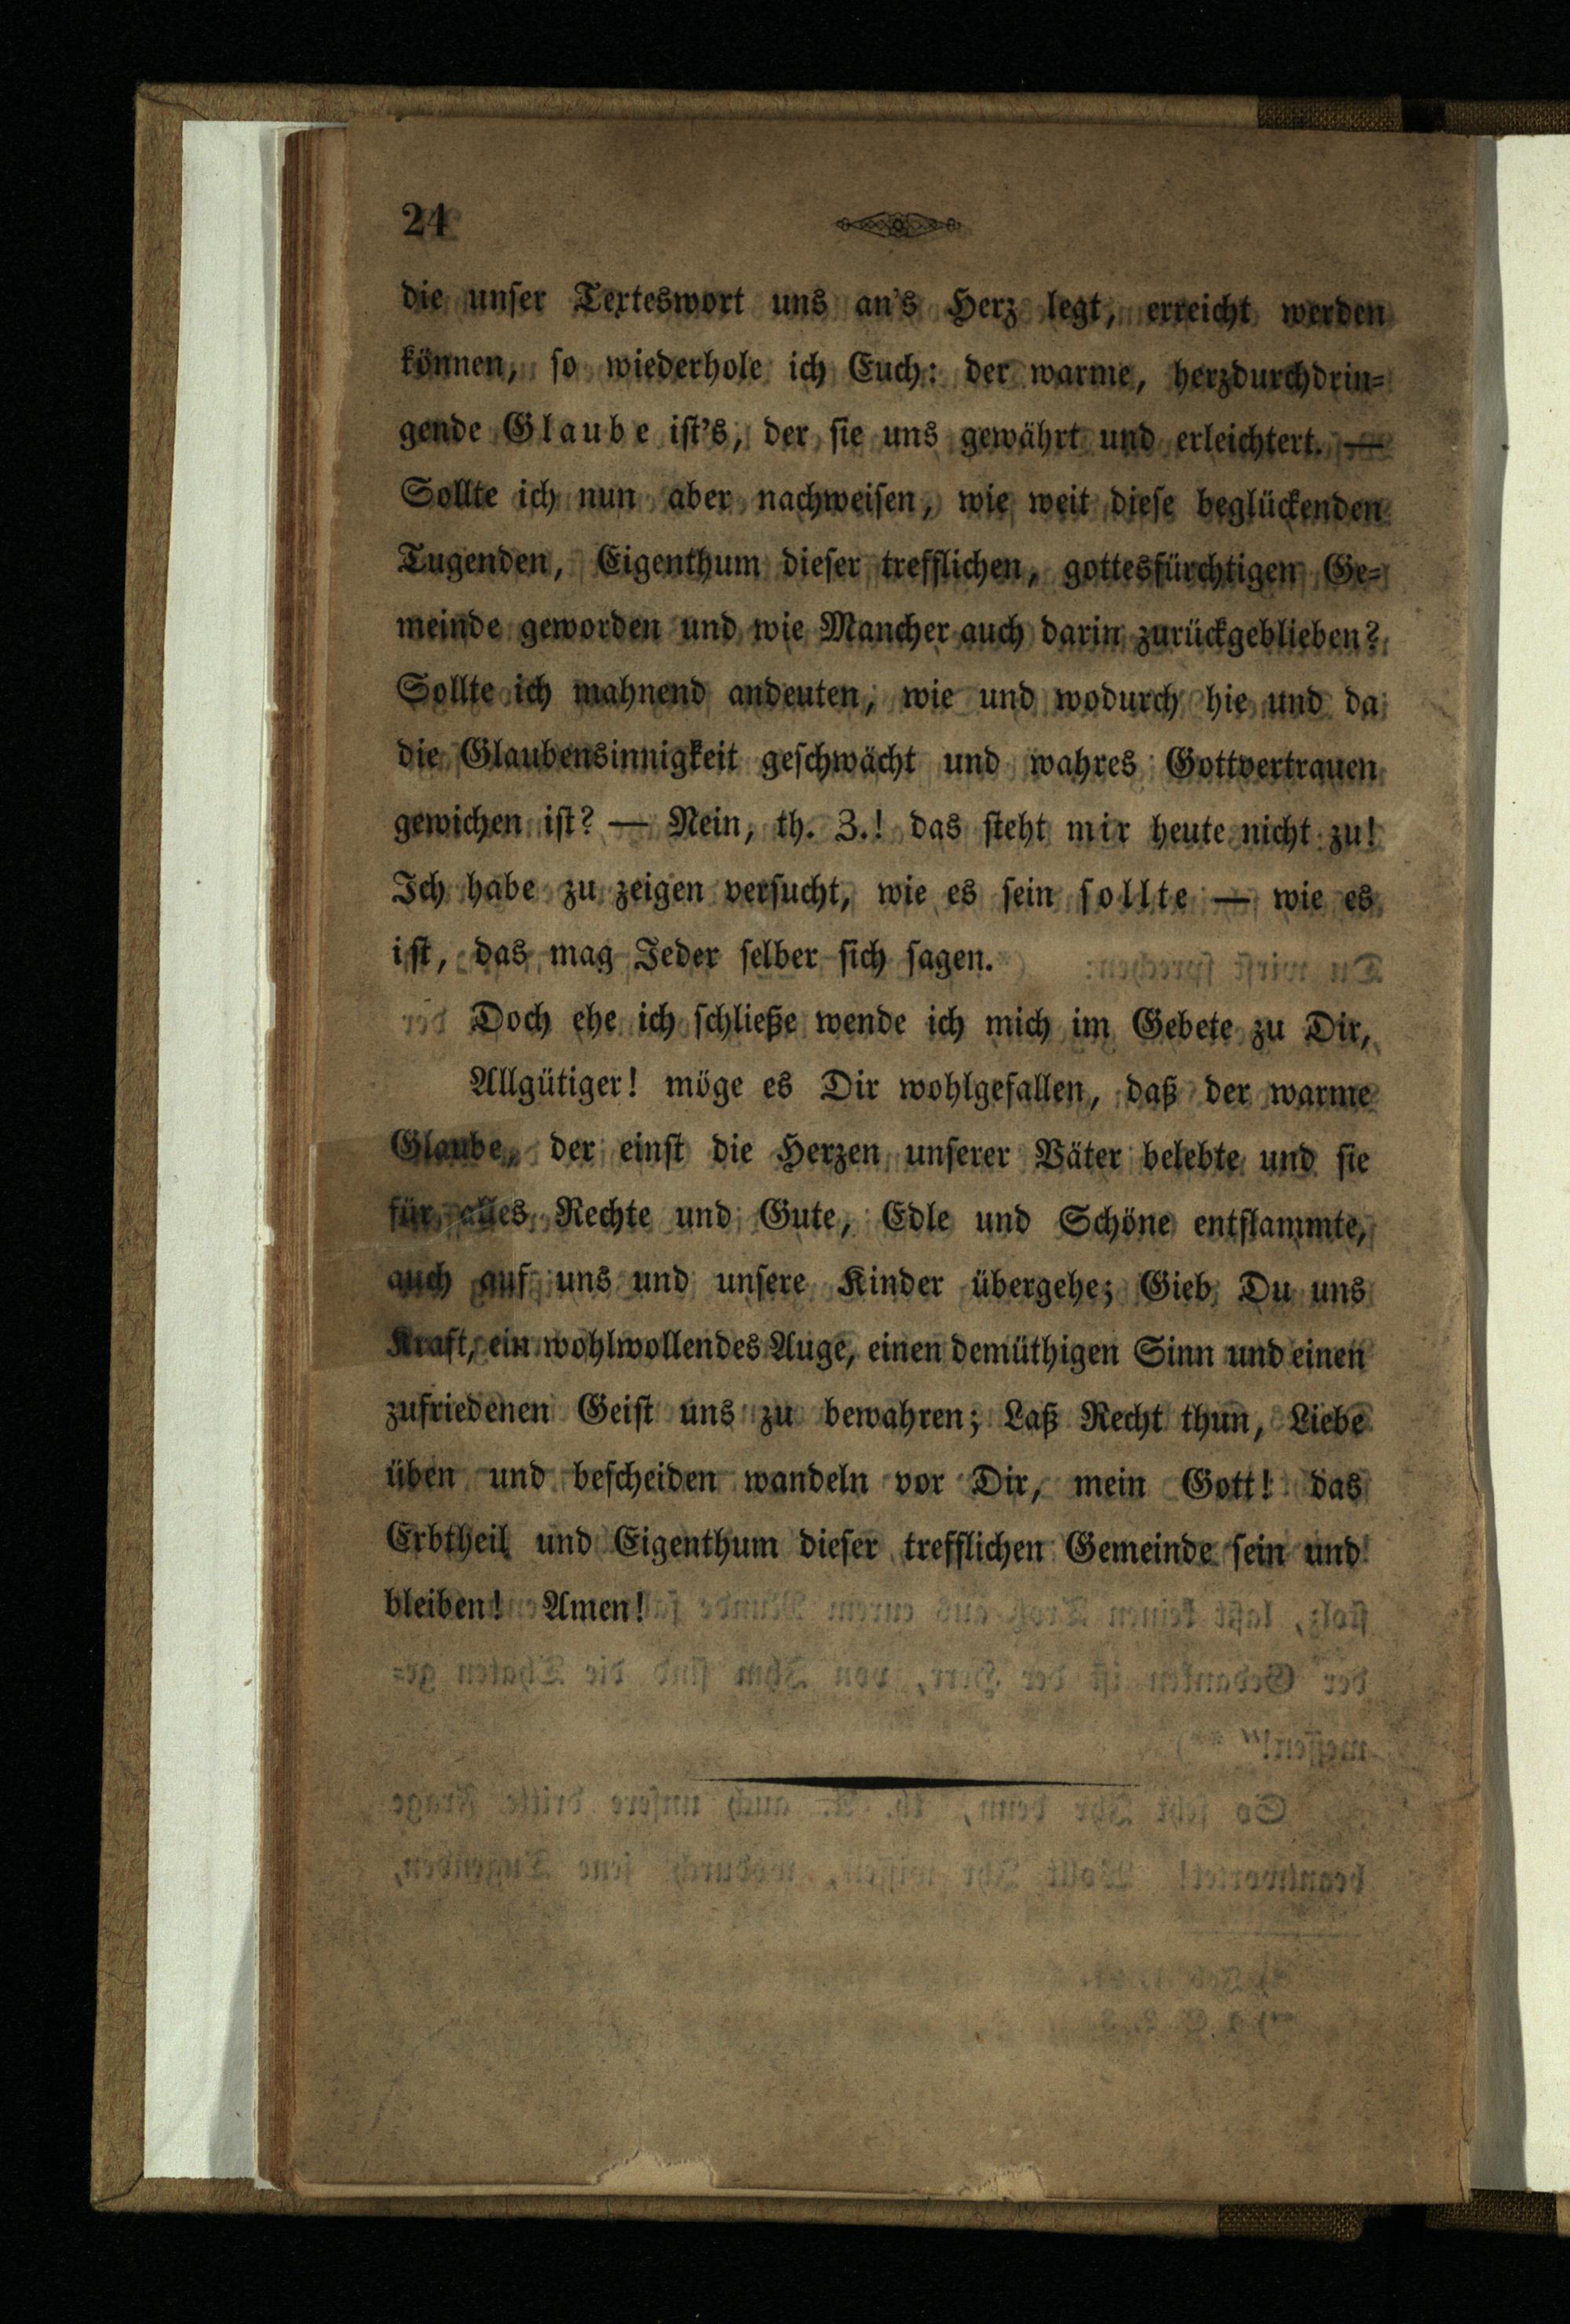 24
die unser Texteswort uns an's Herz legt, erreicht werden
können, so wiederhole ich Euch: der warme, herzdurchdrin-
gende Glaube ist's, der sie uns gewährt und erleichtert. —
Sollte ich nun aber nachweisen, wie weit diese beglückenden
Tugenden, Eigenthum dieser trefflichen, gottesfürchtigen Ge-
meinde geworden und wie Mancher auch darin zurückgeblieben?
Sollte ich mahnend andeuten, wie und wodurch hie und da
die Glaubensinnigkeit geschwächt und wahres Gottvertrauen
gewichen ist? — Nein, th. Z.! das steht mir heute nicht zu!
Ich habe zu zeigen versucht, wie es sein sollte — wie es
ist, das mag Jeder selber sich sagen.
Doch ehe ich schließe wende ich mich im Gebete zu Dir,
Allgütiger! möge es Dir wohlgefallen, daß der warme
Glaube, der einst die Herzen unserer Väter belebte und sie
für alles Rechte und Gute, Edle und Schöne entflammte,
auch auf uns und unsere Kinder übergehe; Gieb Du uns
Kraft, ein wohlwollendes Auge, einen demüthigen Sinn und einen
zufriedenen Geist uns zu bewahren; Laß Recht thun, Liebe
üben und bescheiden wandeln vor Dir, mein Gott! das
Erbtheil und Eigenthum dieser trefflichen Gemeinde sein und
bleiben! Amen!